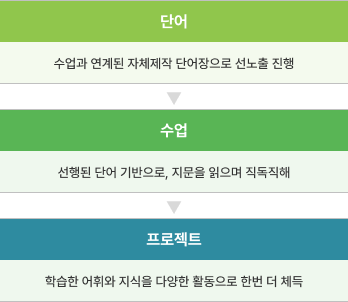 단어
수업과 연계된 자체제작 단어장으로 선노출 진행
수업
선행된 단어 기반으로, 지문을 읽으며 직독직해
프로젝트
학습한 어휘와 지식을 다양한 활동으로 한번 더 체득